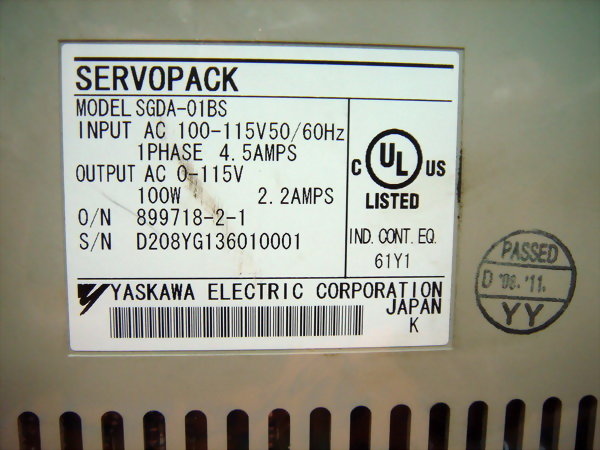 SERVOPACK
MODEL SGDA-01BS
INPUT AC 100-115V50/60Hz
1PHASE 4.5AMPS
OUTPUT AC 0-115V
100W 2.2AMPS
O/N 899718-2-1
S/N D208YG136010001
C UL US
LISTED
IND. CONT. EQ.
61Y1
YASKAWA ELECTRIC CORPORATION
JAPAN
K
PASSED
D '08.'11.
YY